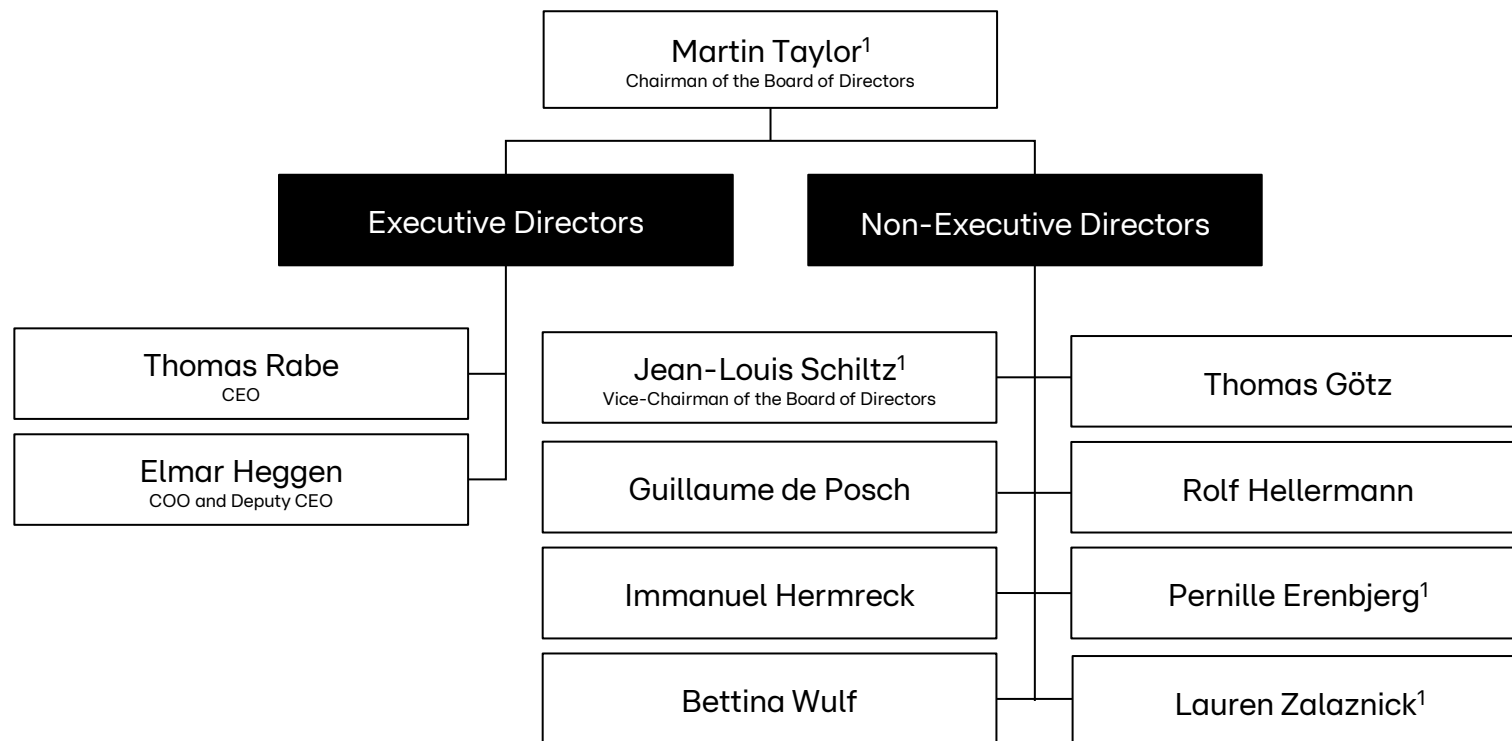 Martin Taylor¹
Chairman of the Board of Directors
Executive Directors
Non-Executive Directors
Thomas Rabe
CEO
Elmar Heggen
COO and Deputy CEO
Jean-Louis Schiltz¹
Vice-Chairman of the Board of Directors
Thomas Götz
Guillaume de Posch
Rolf Hellermann
Immanuel Hermreck
Pernille Erenbjerg¹
Bettina Wulf
Lauren Zalaznick¹